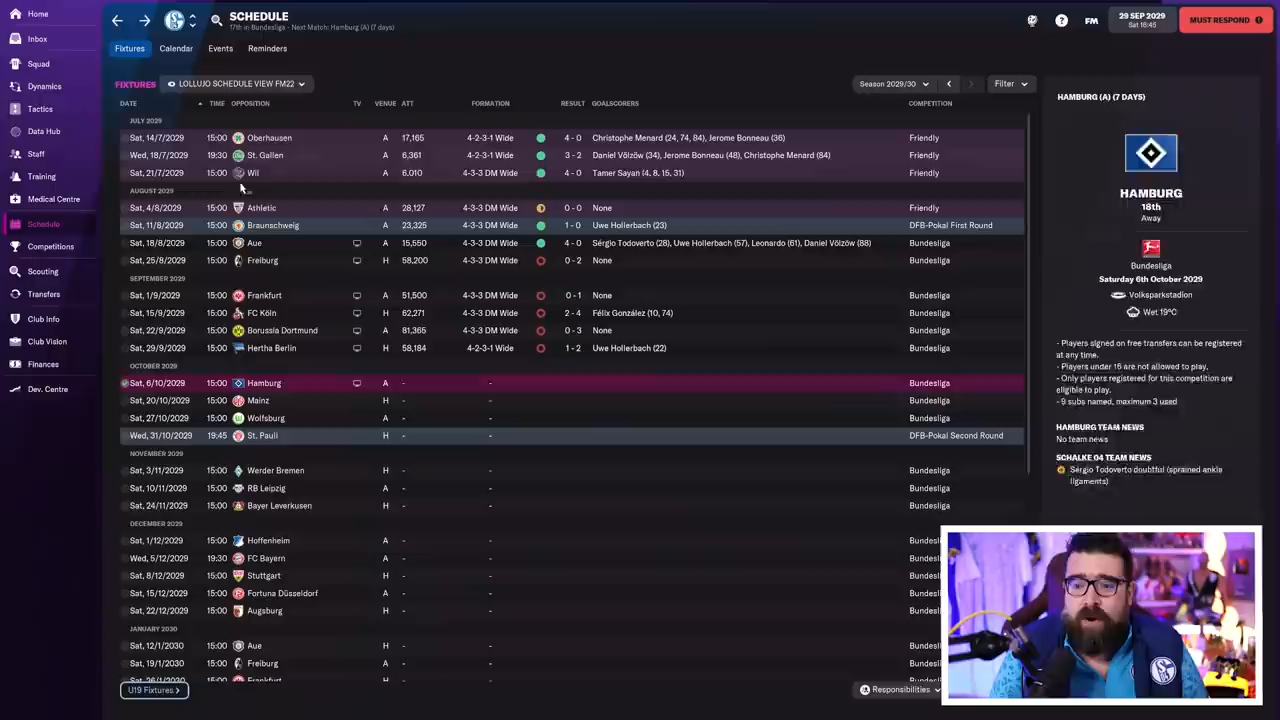 Home
Inbox
Squad
Dynamics
Tactics
Data Hub
Staff
Training
Medical Centre
Schedule
Competitions
Scouting
Transfers
Club Info
Club Vision
Finances
Dev. Centre
SCHEDULE
17th in Bundesliga - Next Match: Hamburg (A) (7 days)
FM
29 SEP 2029
Sat 16:45
MUST RESPOND
Fixtures Calendar Events Reminders
FIXTURES LOLLUJO SCHEDULE VIEW FM22 Season 2029/30 Filter
DATE TIME OPPOSITION TV VENUE ATT FORMATION RESULT GOALSCORERS COMPETITION
JULY 2029
Sat, 14/7/2029 15:00 Oberhausen A 17,165 4-2-3-1 Wide 4 - 0 Christophe Menard (24, 74, 84), Jerome Bonneau (36) Friendly
Wed, 18/7/2029 19:30 St. Gallen A 6,361 4-2-3-1 Wide 3 - 2 Daniel Völzöw (34), Jerome Bonneau (48), Christophe Menard (84) Friendly
Sat, 21/7/2029 15:00 Wil A 6,010 4-3-3 DM Wide 4 - 0 Tamer Sayan (4, 8, 15, 31) Friendly
AUGUST 2029
Sat, 4/8/2029 15:00 Athletic A 28,127 4-3-3 DM Wide 0 - 0 None Friendly
Sat, 11/8/2029 15:00 Braunschweig A 23,325 4-3-3 DM Wide 1 - 0 Uwe Hollerbach (23) DFB-Pokal First Round
Sat, 18/8/2029 15:00 Aue A 15,550 4-3-3 DM Wide 4 - 0 Sérgio Todoverto (28), Uwe Hollerbach (57), Leonardo (61), Daniel Völzöw (88) Bundesliga
Sat, 25/8/2029 15:00 Freiburg H 58,200 4-3-3 DM Wide 0 - 2 None Bundesliga
SEPTEMBER 2029
Sat, 1/9/2029 15:00 Frankfurt A 51,500 4-3-3 DM Wide 0 - 1 None Bundesliga
Sat, 15/9/2029 15:00 FC Köln H 62,271 4-3-3 DM Wide 2 - 4 Félix González (10, 74) Bundesliga
Sat, 22/9/2029 15:00 Borussia Dortmund A 81,365 4-3-3 DM Wide 0 - 3 None Bundesliga
Sat, 29/9/2029 15:00 Hertha Berlin H 58,184 4-2-3-1 Wide 1 - 2 Uwe Hollerbach (22) Bundesliga
OCTOBER 2029
Sat, 6/10/2029 15:00 Hamburg A - - Bundesliga
Sat, 20/10/2029 15:00 Mainz H - - Bundesliga
Sat, 27/10/2029 15:00 Wolfsburg A - - Bundesliga
Wed, 31/10/2029 19:45 St. Pauli H - - DFB-Pokal Second Round
NOVEMBER 2029
Sat, 3/11/2029 15:00 Werder Bremen H - - Bundesliga
Sat, 10/11/2029 15:00 RB Leipzig A - - Bundesliga
Sat, 24/11/2029 15:00 Bayer Leverkusen H - - Bundesliga
DECEMBER 2029
Sat, 1/12/2029 15:00 Hoffenheim A - - Bundesliga
Wed, 5/12/2029 19:30 FC Bayern A - -
Sat, 8/12/2029 15:00 Stuttgart H - -
Sat, 15/12/2029 15:00 Fortuna Düsseldorf A - -
Sat, 22/12/2029 15:00 Augsburg H - -
JANUARY 2030
Sat, 12/1/2030 15:00 Aue H - -
Sat, 19/1/2030 15:00 Freiburg A - -
U19 Fixtures > Responsibilities
HAMBURG (A) (7 DAYS)
HAMBURG
18th
Away
Bundesliga
Saturday 6th October 2029
Volksparkstadion
Wet 19°C
- Players signed on free transfers can be registered
at any time.
- Players under 16 are not allowed to play,
- Only players registered for this competition are
eligible to play.
- 9 subs named, maximum 3 used
HAMBURG TEAM NEWS
No team news
SCHALKE 04 TEAM NEWS
Sérgio Todoverto doubtful (sprained ankle
ligaments)